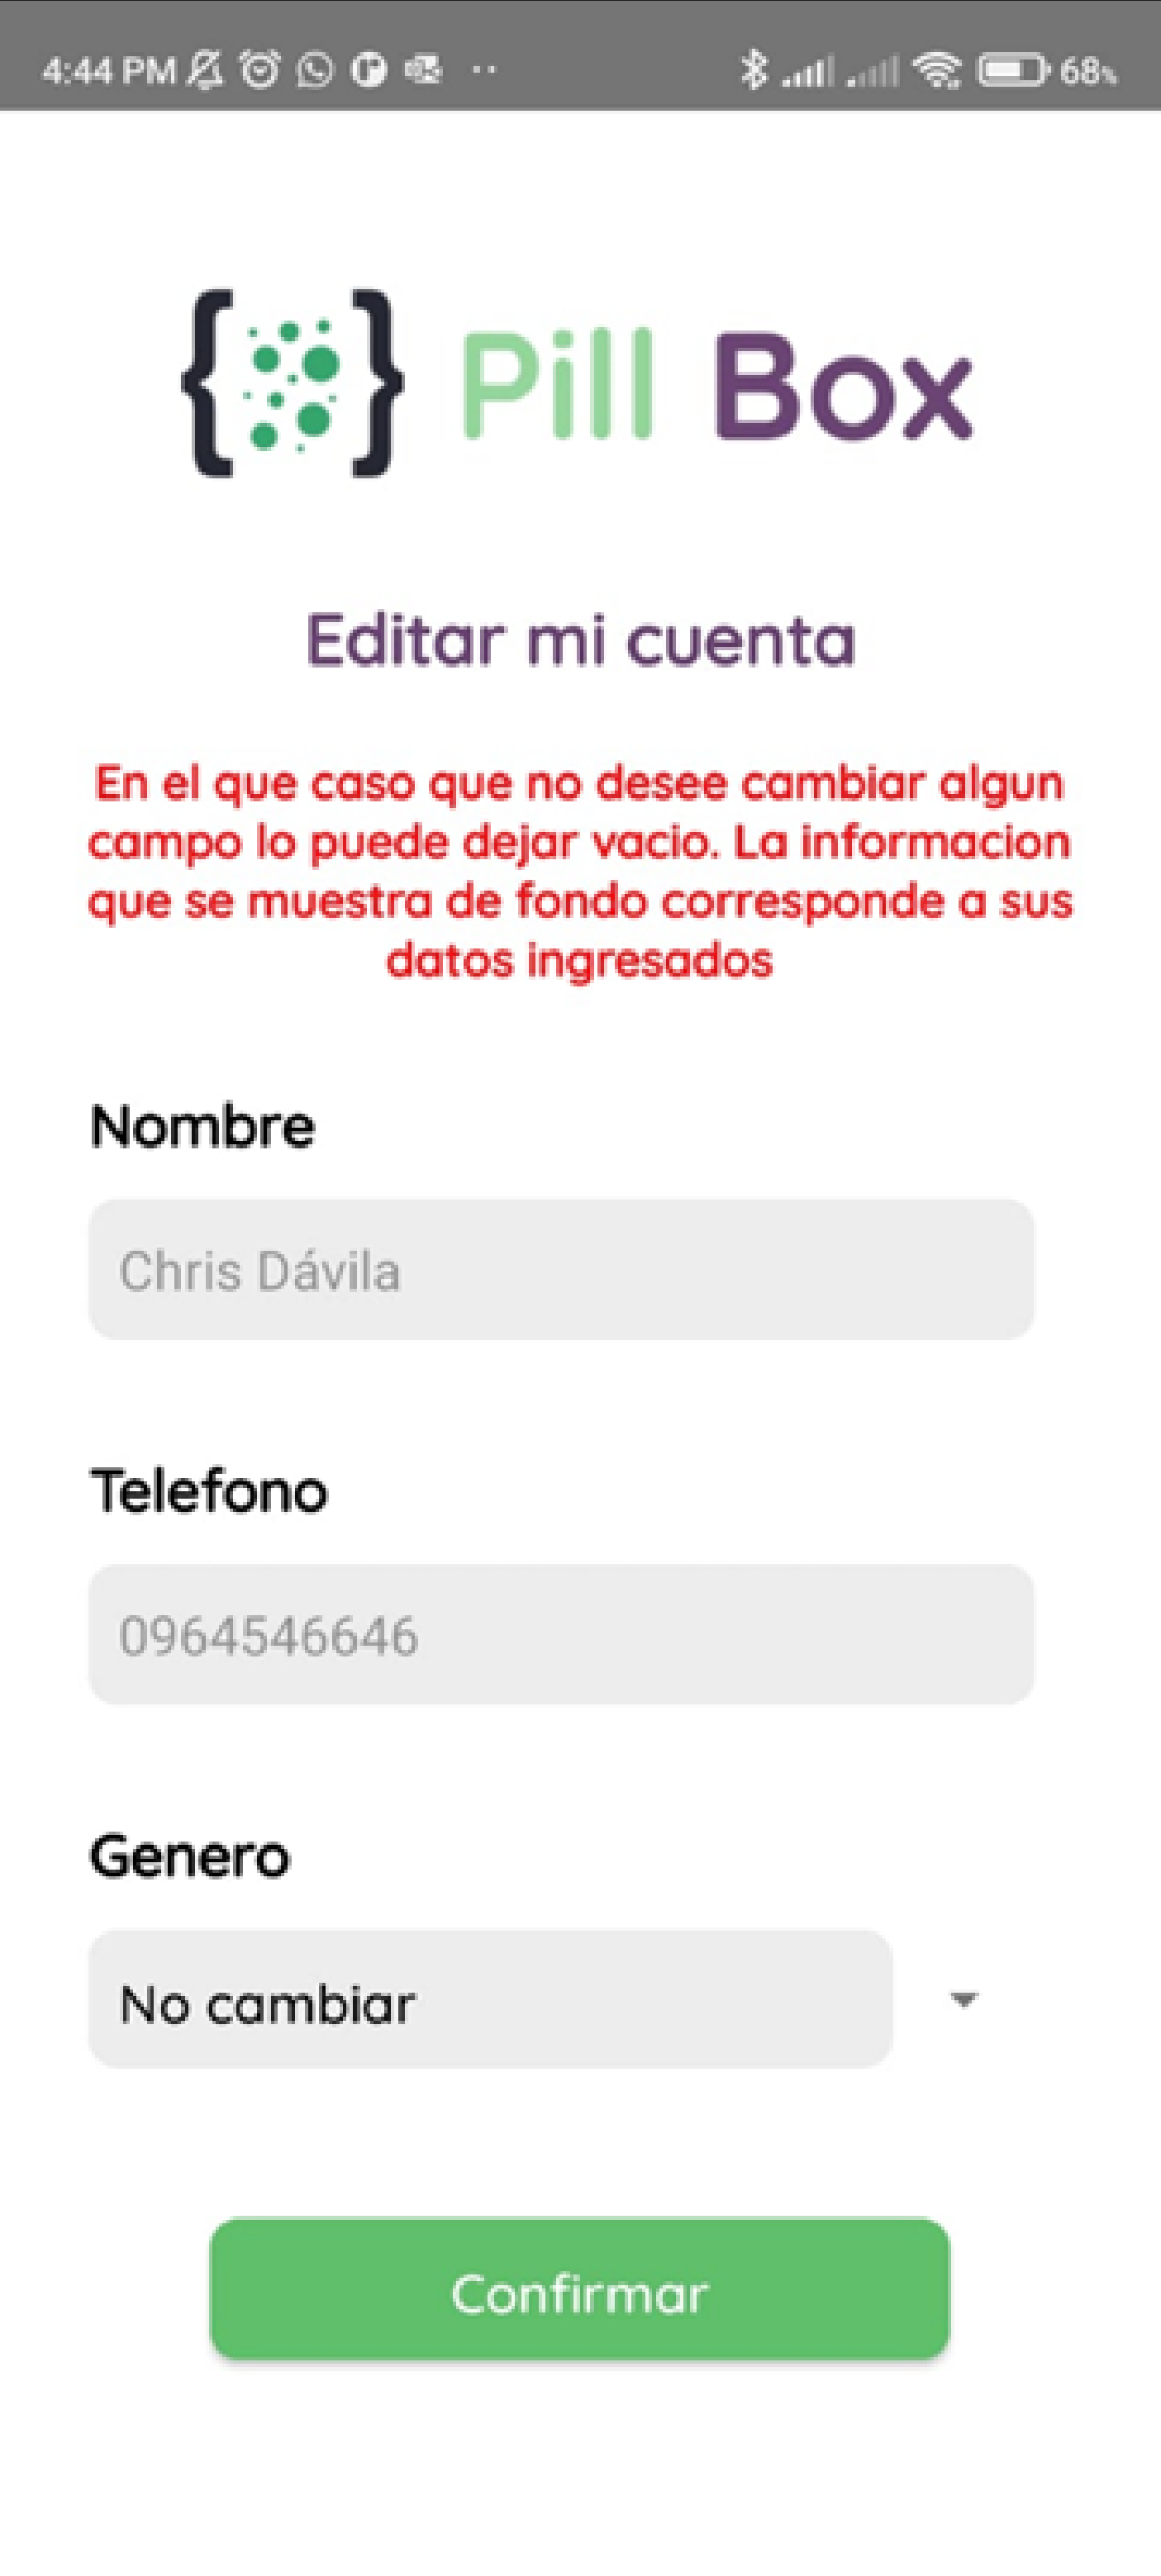 4:44 PM
68%
{ } Pill Box
Editar mi cuenta
En el que caso que no desee cambiar algun
campo lo puede dejar vacio. La informacion
que se muestra de fondo corresponde a sus
datos ingresados
Nombre
Chris Dávila
Telefono
0964546646
Genero
No cambiar
Confirmar